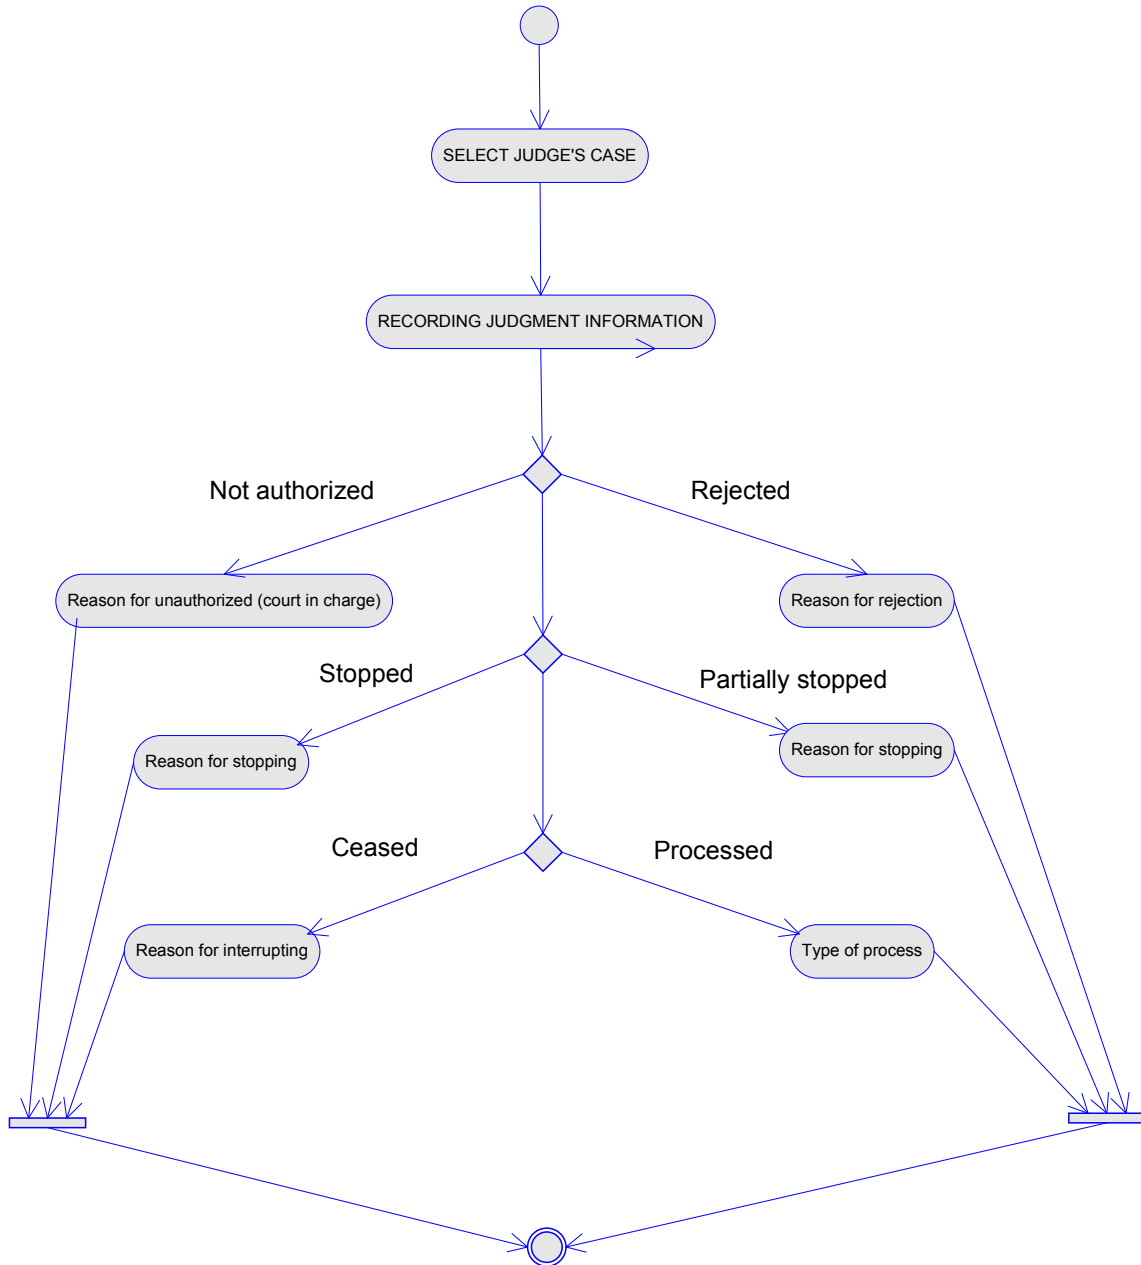 SELECT JUDGE'S CASE
RECORDING JUDGMENT INFORMATION
Not authorized
Rejected
Reason for unauthorized (court in charge)
Reason for rejection
Stopped
Partially stopped
Reason for stopping
Reason for stopping
Ceased
Processed
Reason for interrupting
Type of process